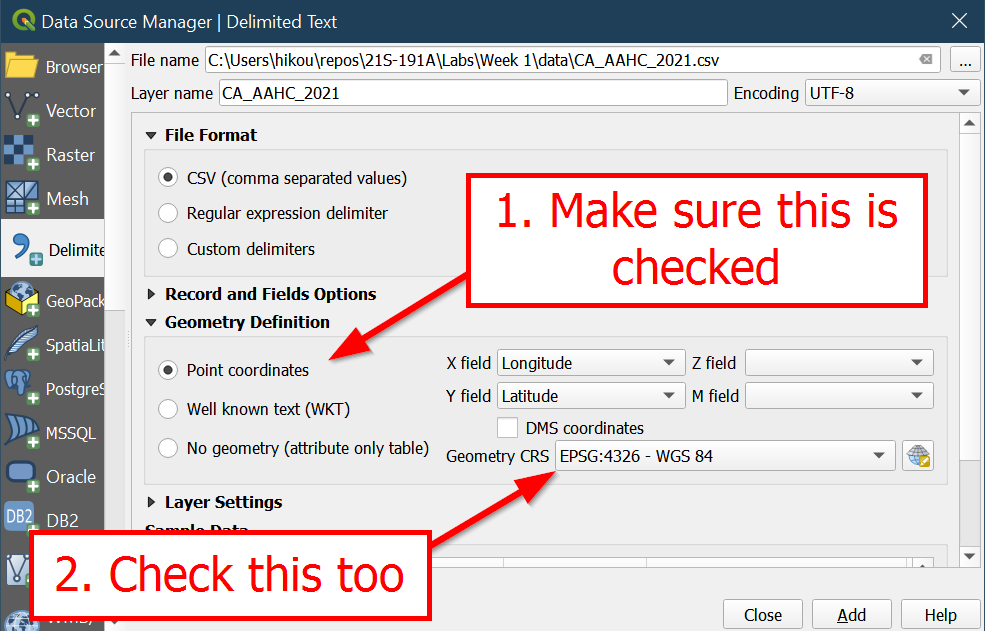 Data Source Manager | Delimited Text
Browser
Vector
Raster
Mesh
Delimite
GeoPack
SpatiaLit
PostgreS
MSSQL
Oracle
DB2
DB2
File name C:\Users\hikou\repos\21S-191A\Labs\Week 1\data\CA_AAHC_2021.csv ...
Layer name CA_AAHC_2021 Encoding UTF-8
File Format
CSV (comma separated values)
Regular expression delimiter
Custom delimiters
1. Make sure this is
checked
Record and Fields Options
Geometry Definition
Point coordinates X field Longitude Z field
Y field Latitude M field
Well known text (WKT)
DMS coordinates
No geometry (attribute only table)
Geometry CRS EPSG:4326 - WGS 84
Layer Settings
Sample Data
2. Check this too
Close Add Help